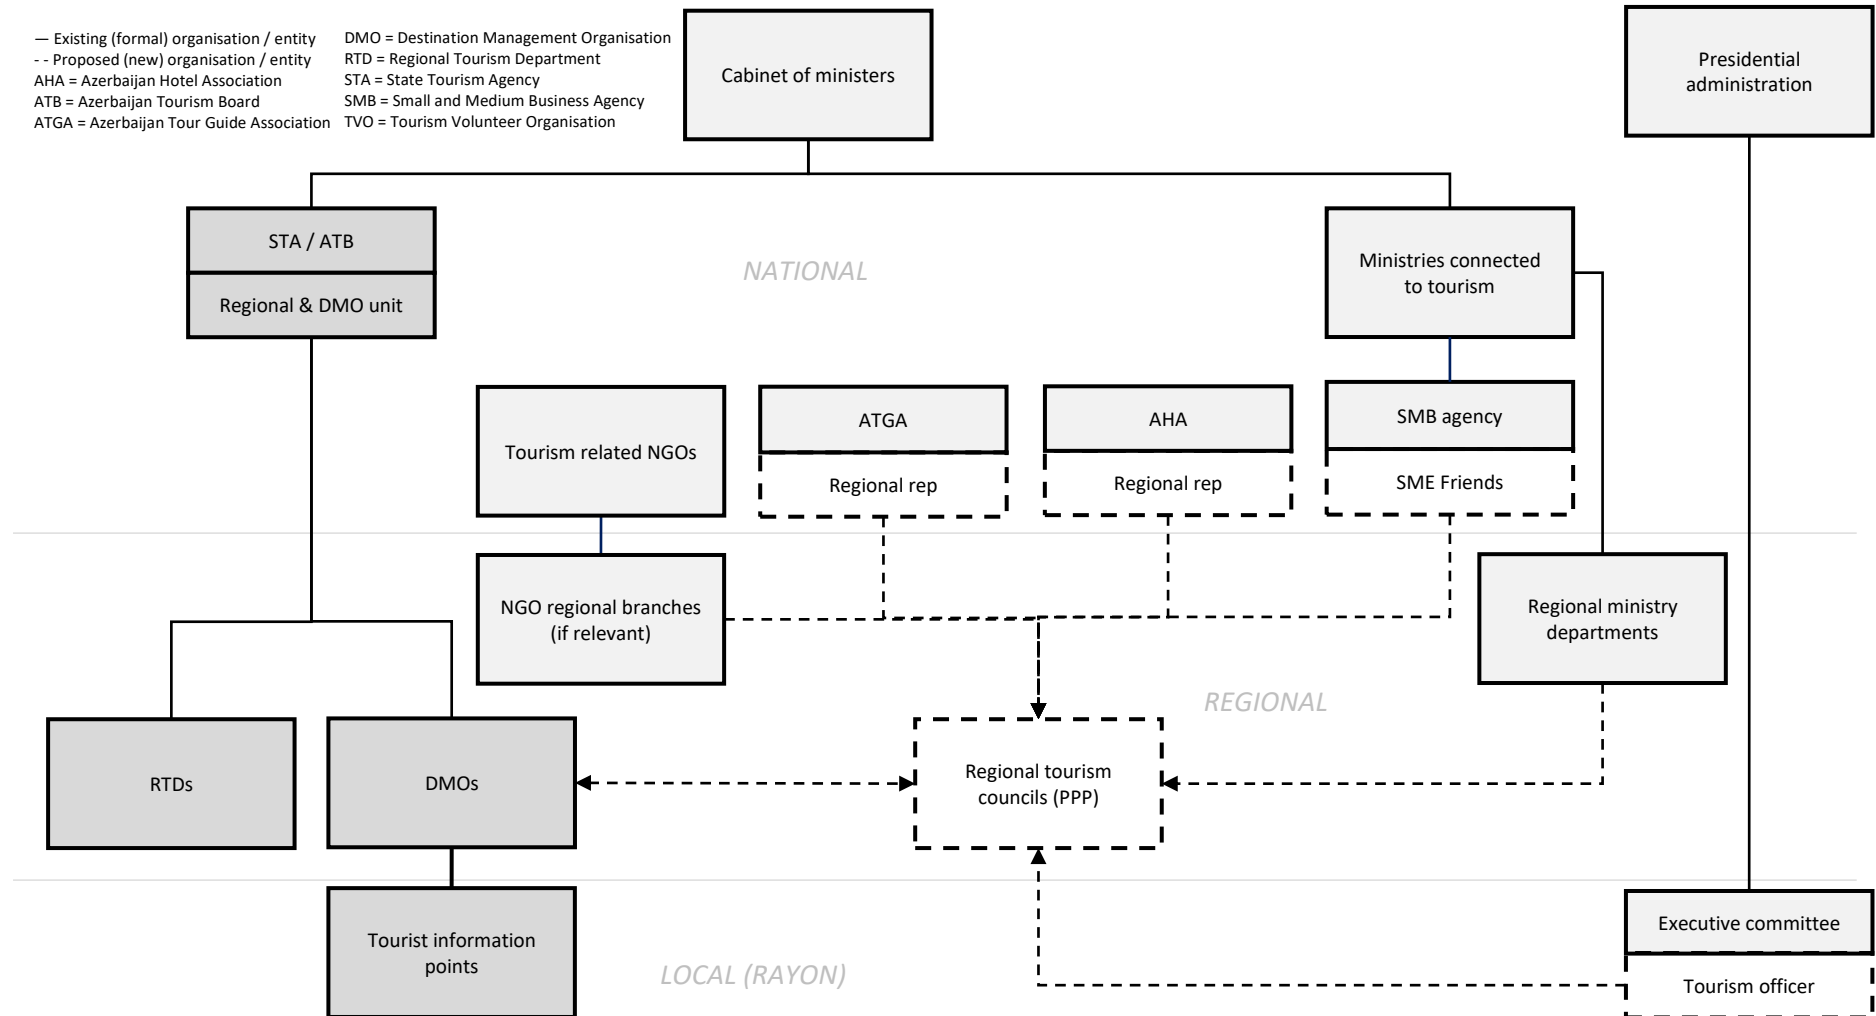 — Existing (formal) organisation / entity
- - Proposed (new) organisation / entity
AHA = Azerbaijan Hotel Association
ATB = Azerbaijan Tourism Board
ATGA = Azerbaijan Tour Guide Association
DMO = Destination Management Organisation
RTD = Regional Tourism Department
STA = State Tourism Agency
SMB = Small and Medium Business Agency
TVO = Tourism Volunteer Organisation
Cabinet of ministers
Presidential
administration
STA / ATB
Regional & DMO unit
NATIONAL
Ministries connected
to tourism
Tourism related NGOs
ATGA
Regional rep
AHA
Regional rep
SMB agency
SME Friends
NGO regional branches
(if relevant)
Regional ministry
departments
REGIONAL
RTDs
DMOs
Regional tourism
councils (PPP)
Tourist information
points
LOCAL (RAYON)
Executive committee
Tourism officer